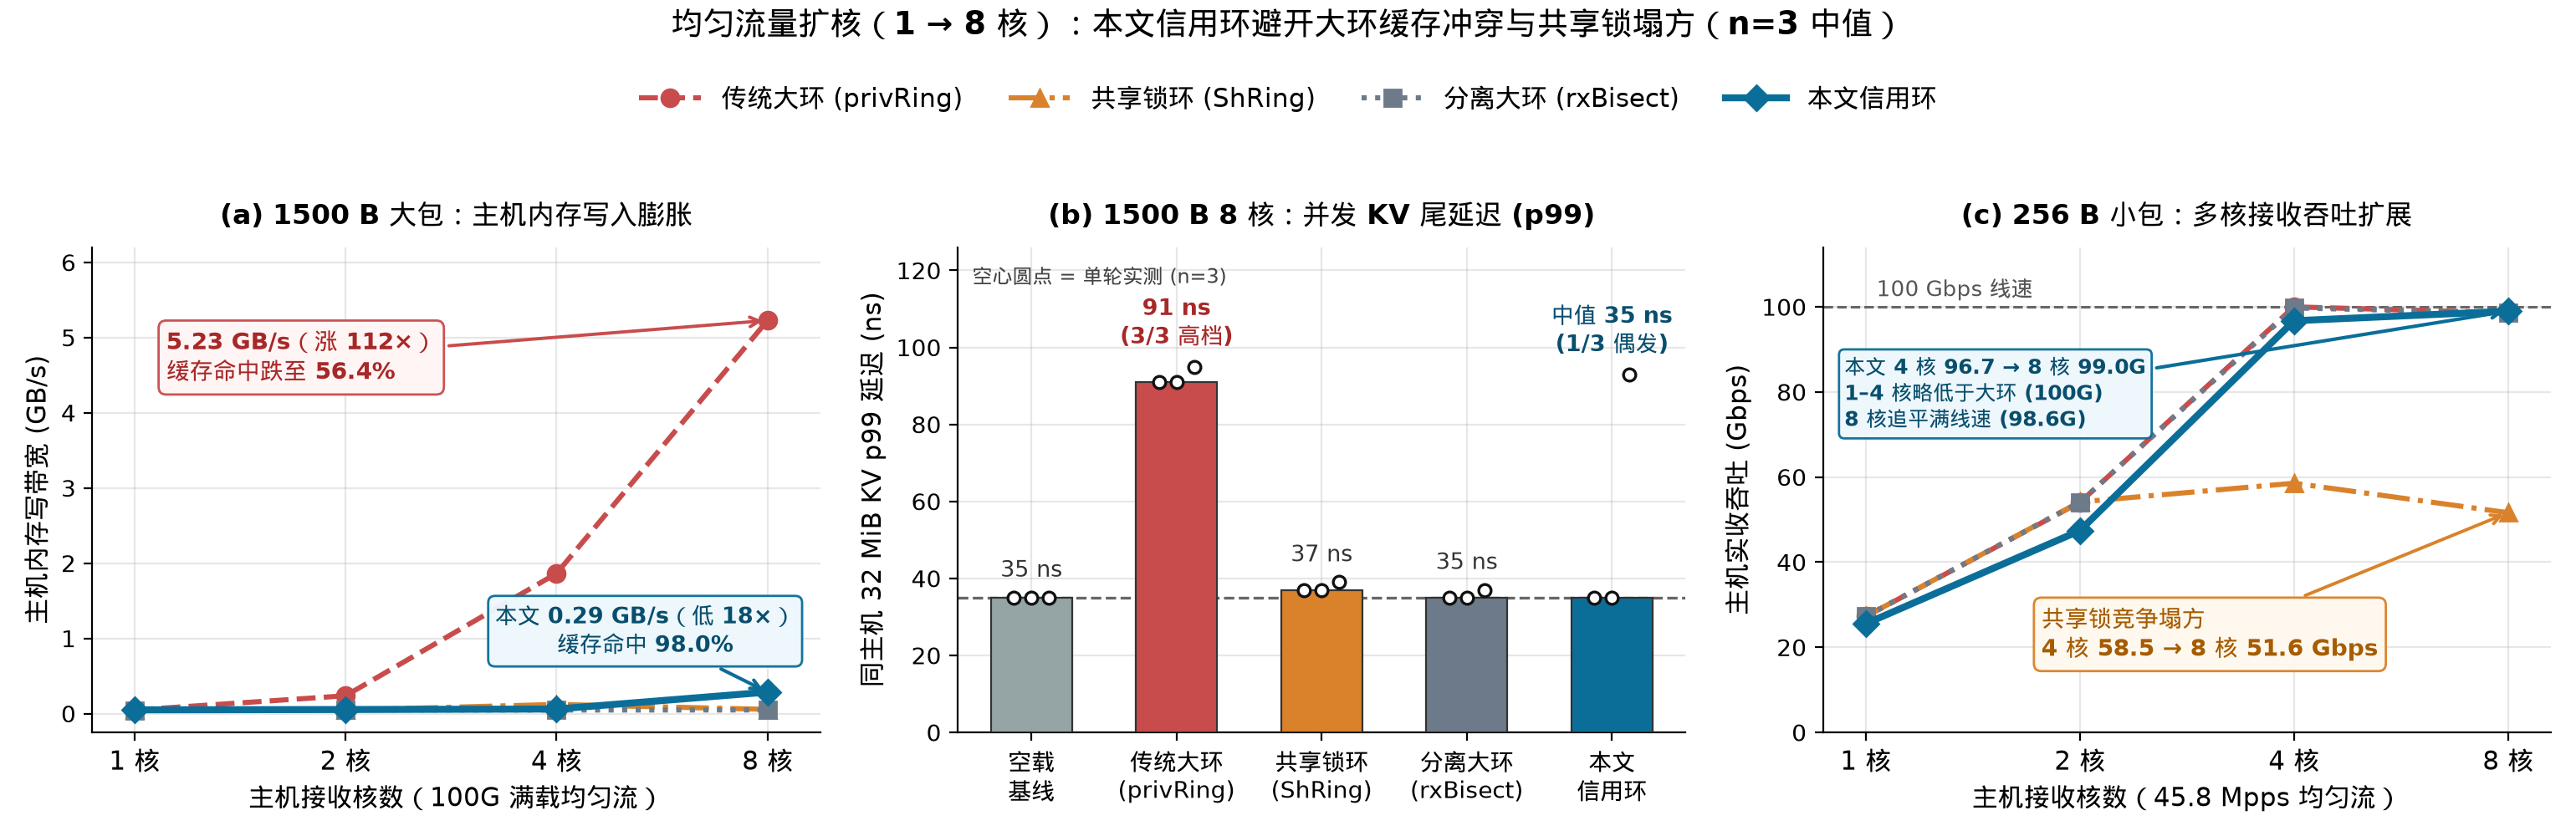 均匀流量扩核（1 → 8 核）：本文信用环避开大环缓存冲穿与共享锁塌方（n=3 中值）
传统大环 (privRing)
共享锁环 (ShRing)
分离大环 (rxBisect)
本文信用环
(a) 1500 B 大包：主机内存写入膨胀
主机内存写带宽 (GB/s)
6
5
4
3
2
1
0
5.23 GB/s（涨 112×）
缓存命中跌至 56.4%
本文 0.29 GB/s（低 18×）
缓存命中 98.0%
1 核
2 核
4 核
8 核
主机接收核数（100G 满载均匀流）
(b) 1500 B 8 核：并发 KV 尾延迟 (p99)
同主机 32 MiB KV p99 延迟 (ns)
120
100
80
60
40
20
0
空心圆点 = 单轮实测 (n=3)
91 ns
(3/3 高档)
中值 35 ns
(1/3 偶发)
35 ns
37 ns
35 ns
空载
基线
传统大环
(privRing)
共享锁环
(ShRing)
分离大环
(rxBisect)
本文
信用环
(c) 256 B 小包：多核接收吞吐扩展
主机实收吞吐 (Gbps)
100
80
60
40
20
0
100 Gbps 线速
本文 4 核 96.7 → 8 核 99.0G
1–4 核略低于大环 (100G)
8 核追平满线速 (98.6G)
共享锁竞争塌方
4 核 58.5 → 8 核 51.6 Gbps
1 核
2 核
4 核
8 核
主机接收核数（45.8 Mpps 均匀流）